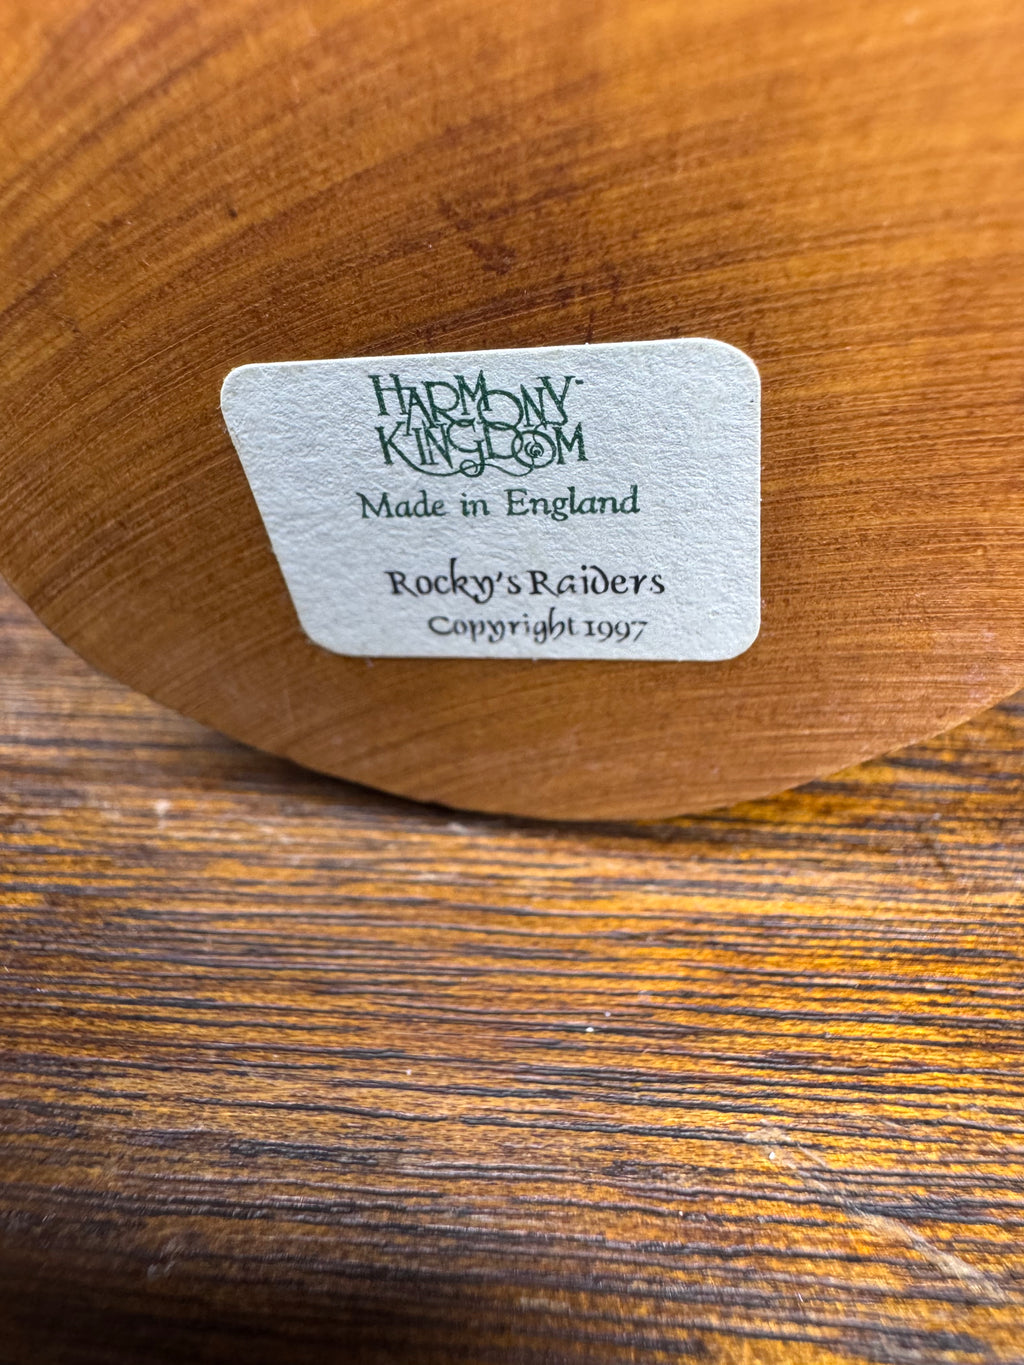 HARMONY
KINGDOM
Made in England
Rocky's Raiders
Copyright 1997